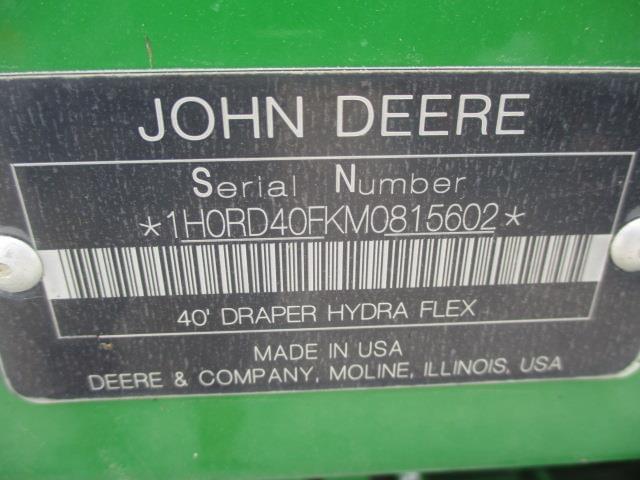 JOHN DEERE
Serial Number
*1H0RD40FKM0815602*
40' DRAPER HYDRA FLEX
MADE IN USA
DEERE & COMPANY, MOLINE, ILLINOIS, USA